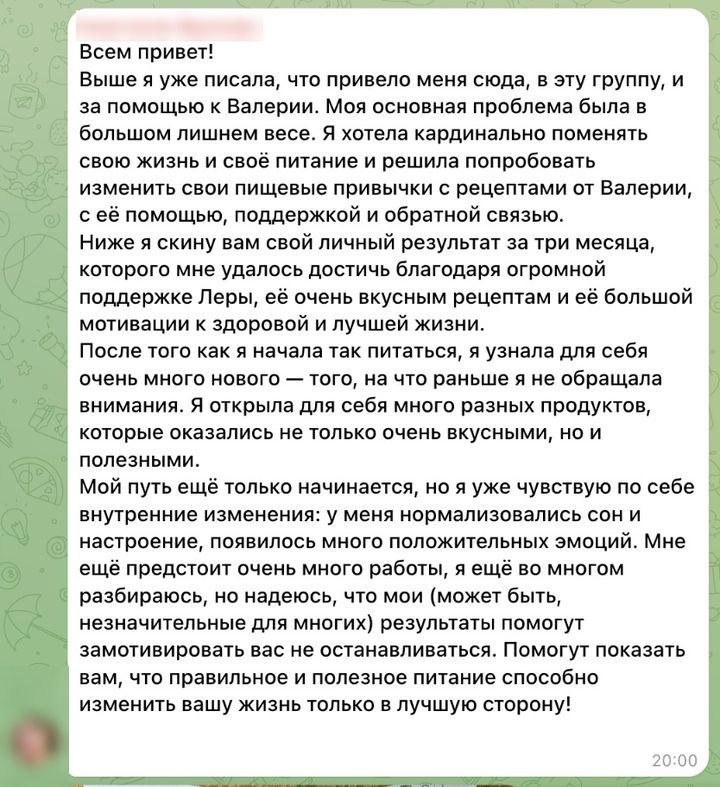 Всем привет!
Выше я уже писала, что привело меня сюда, в эту группу, и
за помощью к Валерии. Моя основная проблема была в
большом лишнем весе. Я хотела кардинально поменять
свою жизнь и своё питание и решила попробовать
изменить свои пищевые привычки с рецептами от Валерии,
с её помощью, поддержкой и обратной связью.
Ниже я скину вам свой личный результат за три месяца,
которого мне удалось достичь благодаря огромной
поддержке Леры, её очень вкусным рецептам и её большой
мотивации к здоровой и лучшей жизни.
После того как я начала так питаться, я узнала для себя
очень много нового — того, на что раньше я не обращала
внимания. Я открыла для себя много разных продуктов,
которые оказались не только очень вкусными, но и
полезными.
Мой путь ещё только начинается, но я уже чувствую по себе
внутренние изменения: у меня нормализовались сон и
настроение, появилось много положительных эмоций. Мне
ещё предстоит очень много работы, я ещё во многом
разбираюсь, но надеюсь, что мои (может быть,
незначительные для многих) результаты помогут
замотивировать вас не останавливаться. Помогут показать
вам, что правильное и полезное питание способно
изменить вашу жизнь только в лучшую сторону!
20:00